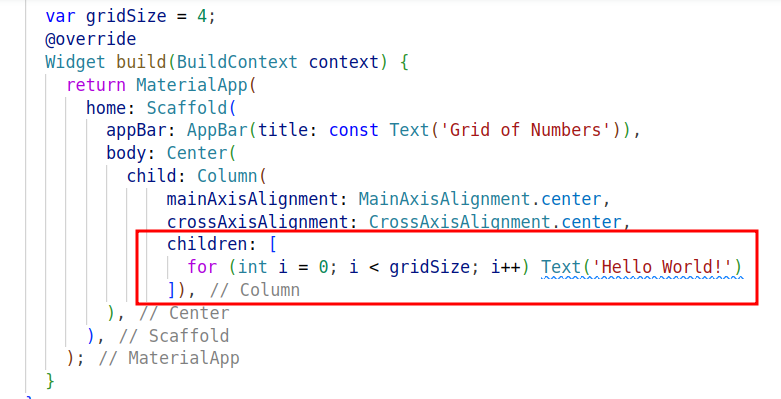 var gridSize = 4;
@override
Widget build(BuildContext context) {
return MaterialApp(
home: Scaffold(
appBar: AppBar(title: const Text('Grid of Numbers')),
body: Center(
child: Column(
mainAxisAlignment: MainAxisAlignment.center,
crossAxisAlignment: CrossAxisAlignment.center,
children: [
for (int i = 0; i < gridSize; i++) Text('Hello World!')
]), // Column
), // Center
), // Scaffold
); // MaterialApp
}